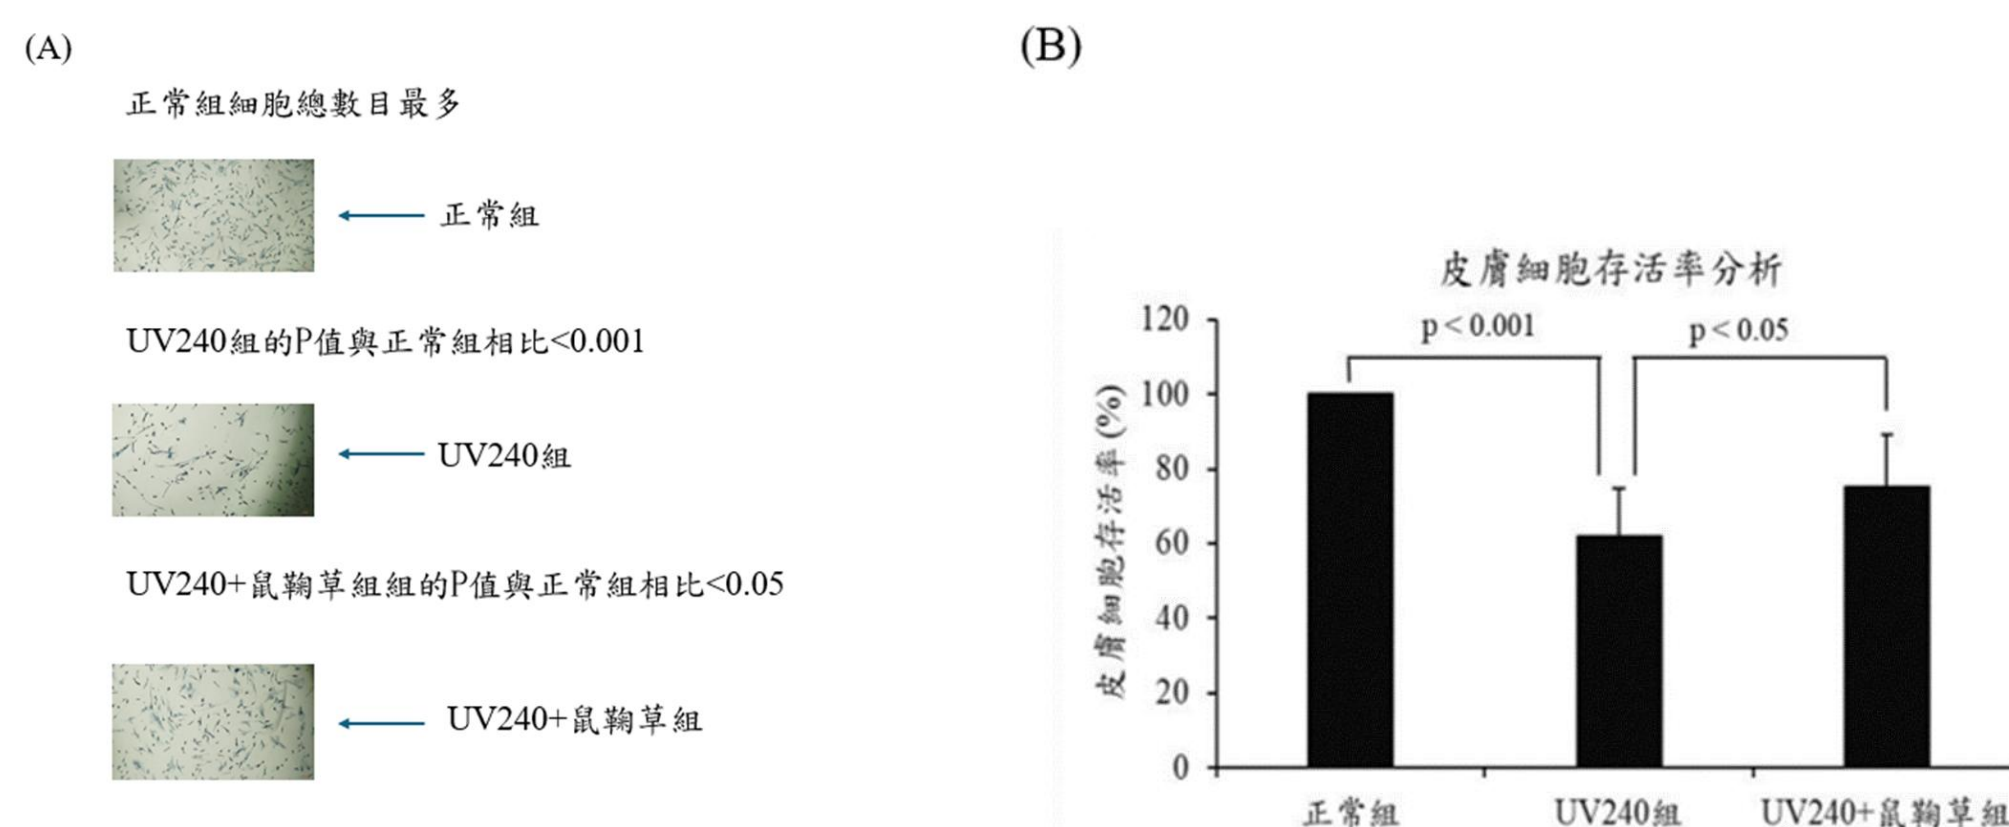 (A)
正常組細胞總數目最多
正常組
UV240組的P值與正常組相比<0.001
UV240組
UV240+鼠鞠草組組的P值與正常組相比<0.05
UV240+鼠鞠草組
(B)
皮膚細胞存活率分析
p < 0.001
p < 0.05
皮膚細胞存活率(%)
120
100
80
60
40
20
0
正常組
UV240組
UV240+鼠鞠草組